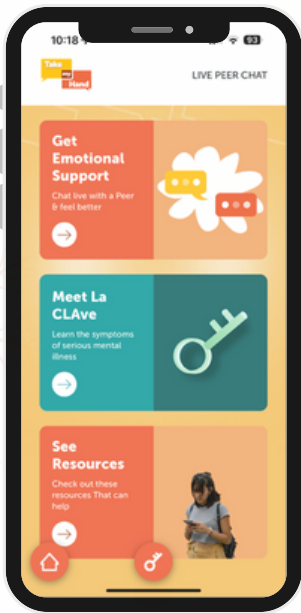 10:18
93
Take
my
Hand
LIVE PEER CHAT
Get
Emotional
Support
Chat live with a Peer
& feel better
Meet La
CLAve
Learn the symptoms
of serious mental
illness
See
Resources
Check out these
resources That can
help